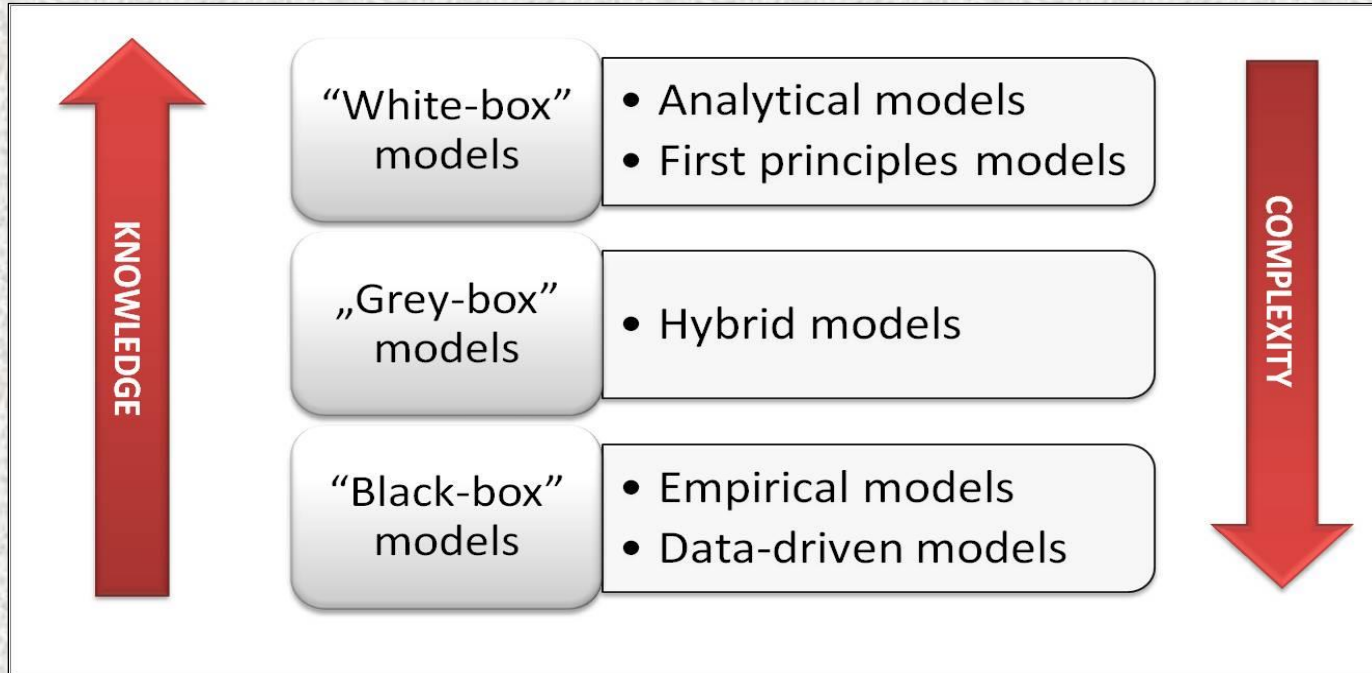 KNOWLEDGE
“White-box”
models
• Analytical models
• First principles models
„Grey-box”
models
• Hybrid models
“Black-box”
models
• Empirical models
• Data-driven models
COMPLEXITY